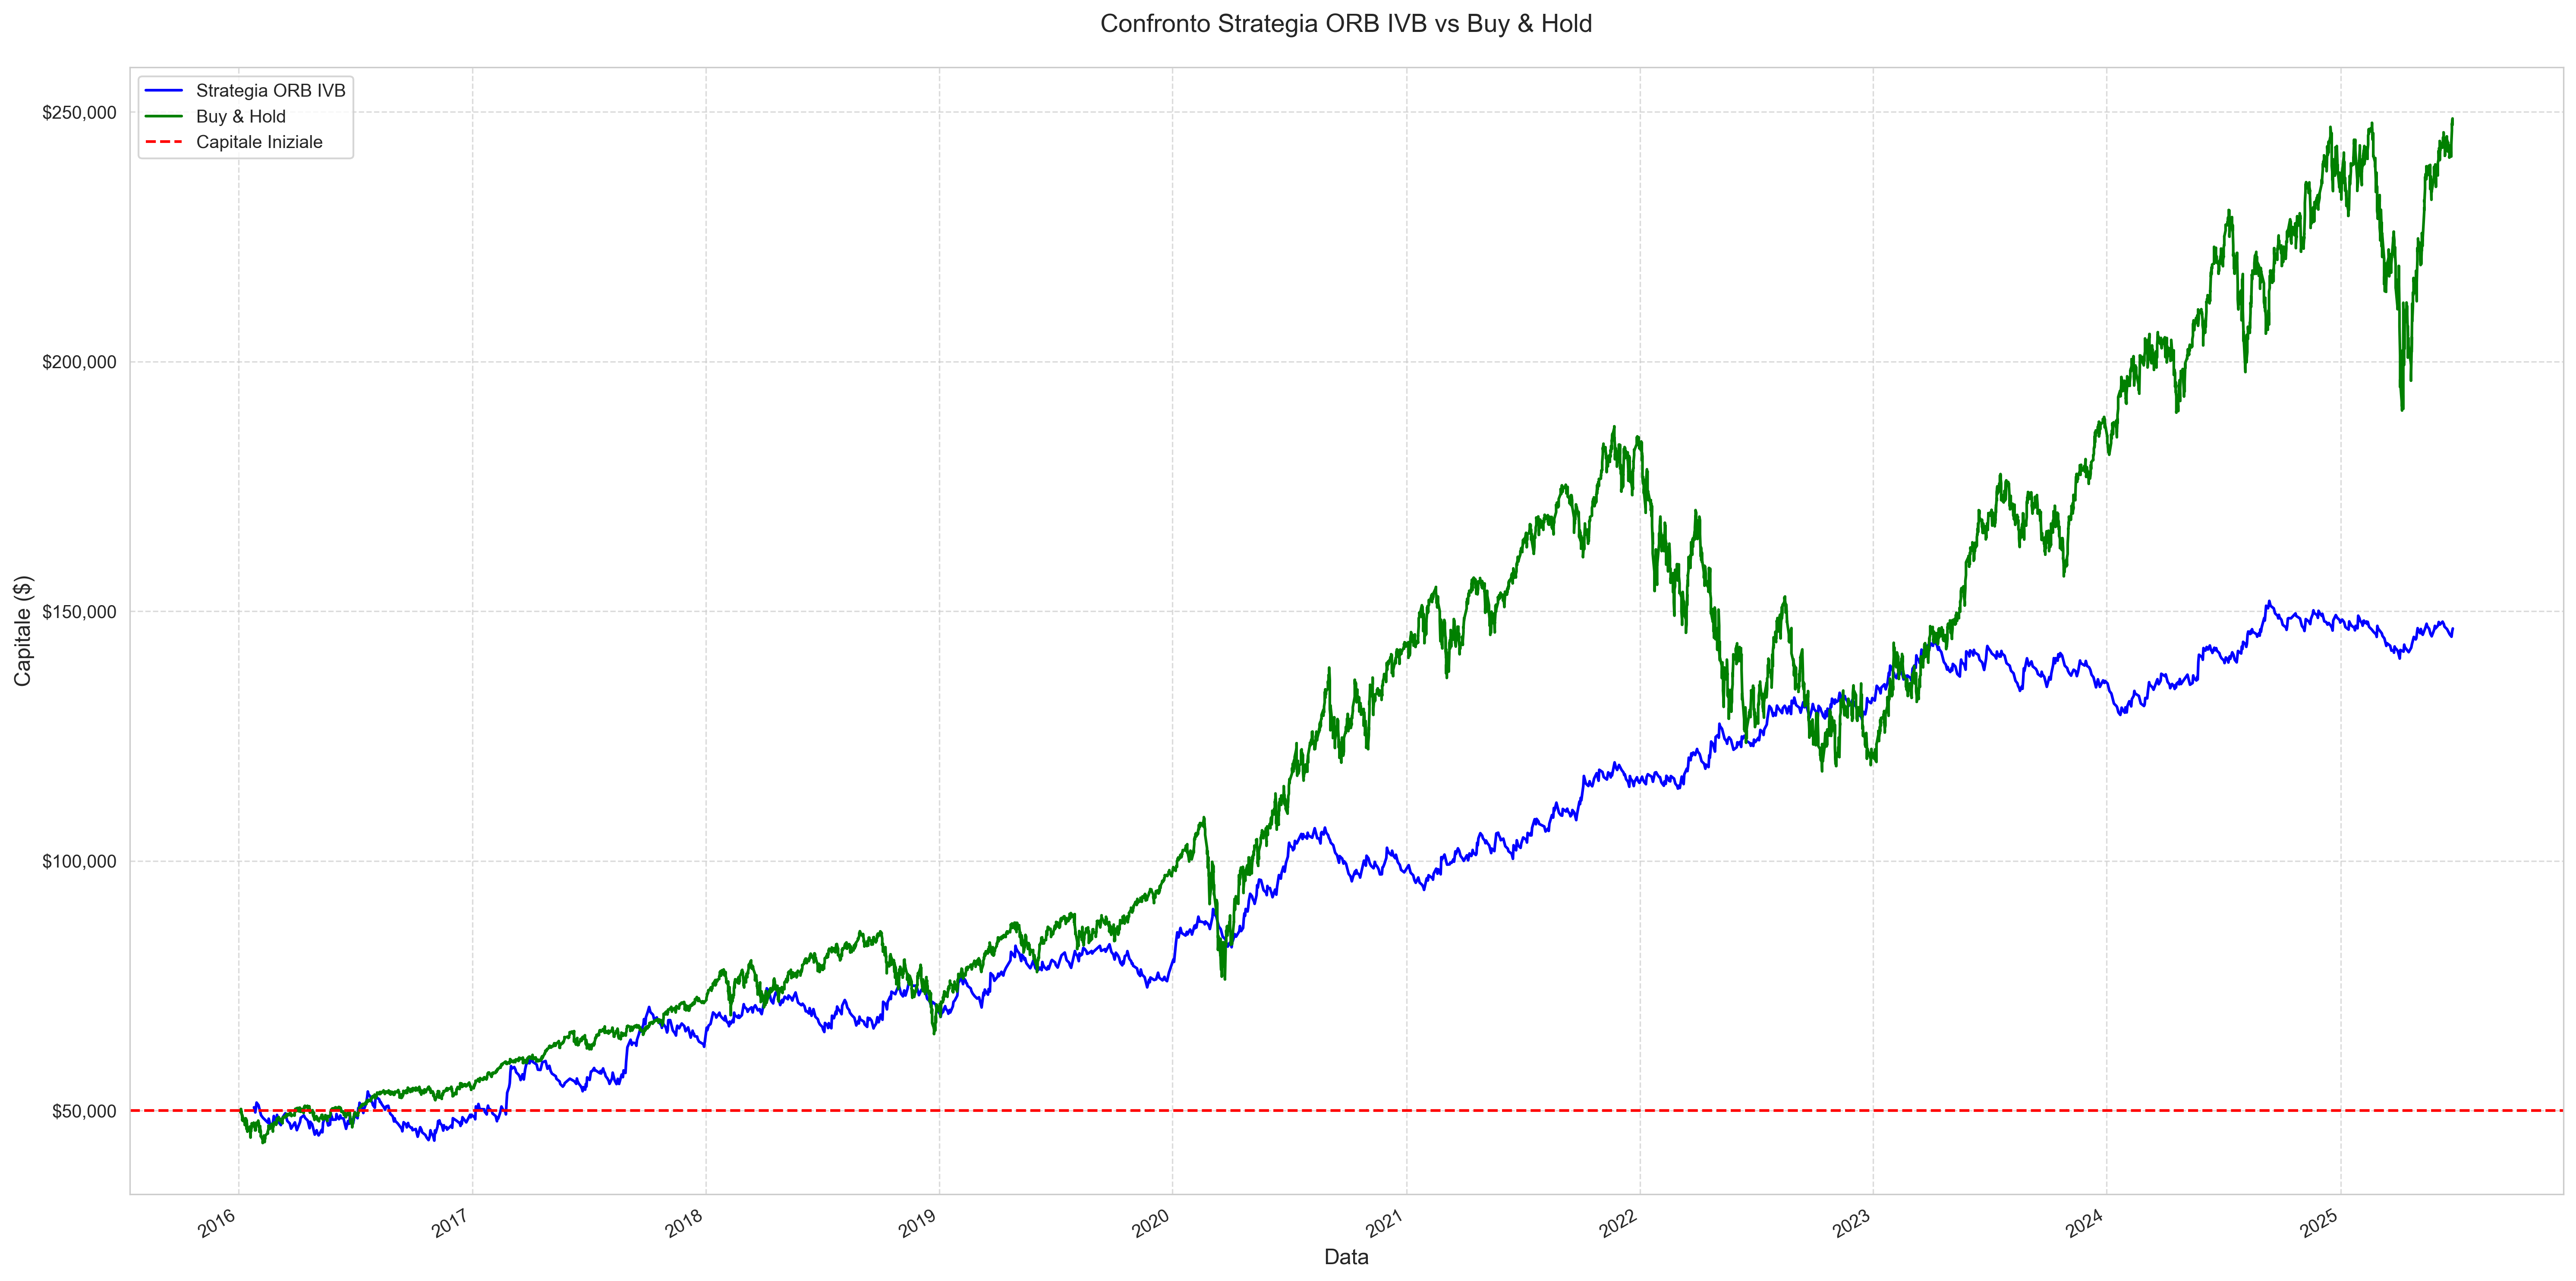 Confronto Strategia ORB IVB vs Buy & Hold
Strategia ORB IVB
Buy & Hold
Capitale Iniziale
$250,000
$200,000
$150,000
$100,000
$50,000
Capitale ($)
2016
2017
2018
2019
2020
2021
2022
2023
2024
2025
Data